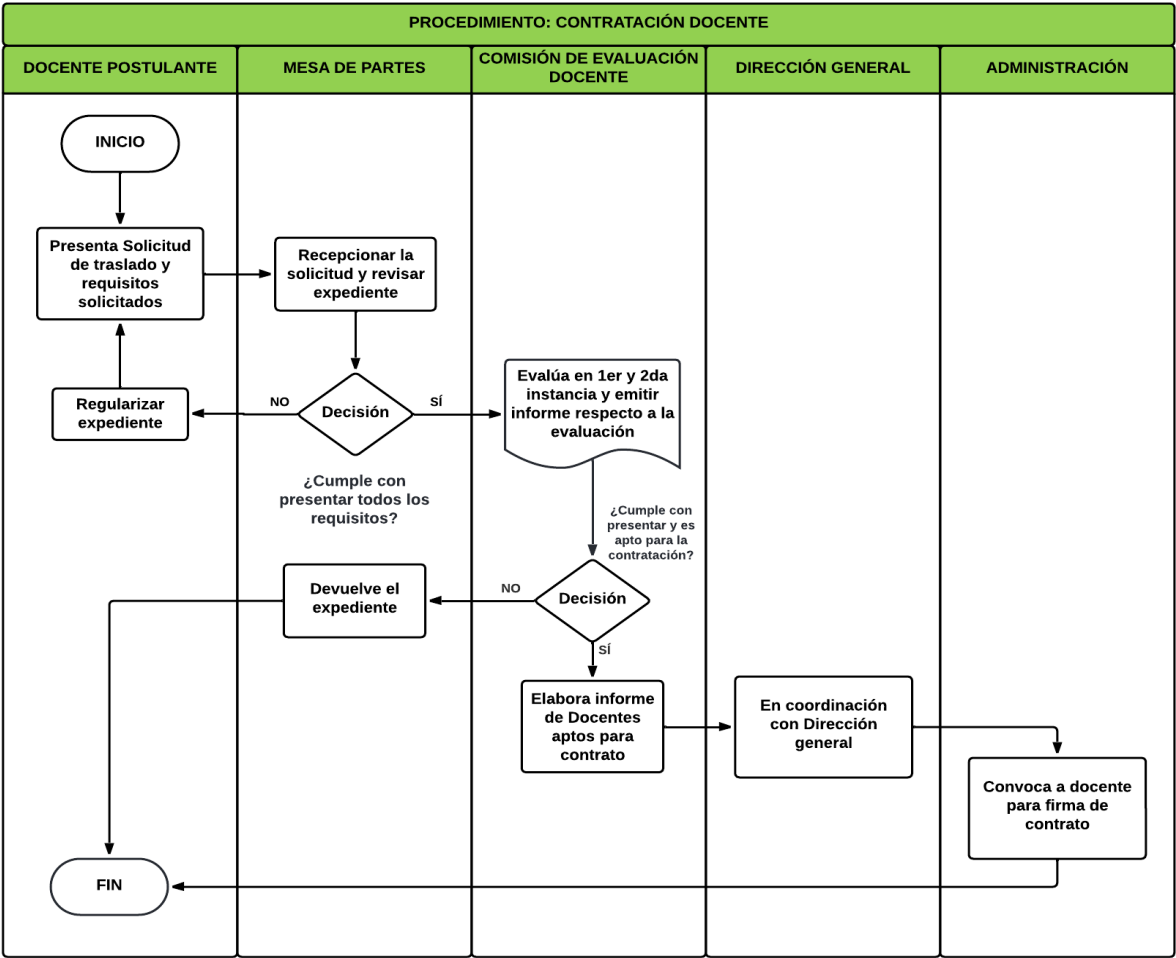 PROCEDIMIENTO: CONTRATACIÓN DOCENTE
DOCENTE POSTULANTE
MESA DE PARTES
COMISIÓN DE EVALUACIÓN
DOCENTE
DIRECCIÓN GENERAL
ADMINISTRACIÓN
INICIO
Presenta Solicitud
de traslado y
requisitos
solicitados
Recepcionar la
solicitud y revisar
expediente
Regularizar
expediente
NO
Decisión
SÍ
¿Cumple con
presentar todos los
requisitos?
Evalúa en 1er y 2da
instancia y emitir
informe respecto a la
evaluación
¿Cumple con
presentar y es
apto para la
contratación?
Devuelve el
expediente
NO
Decisión
SÍ
Elabora informe
de Docentes
aptos para
contrato
En coordinación
con Dirección
general
Convoca a docente
para firma de
contrato
FIN